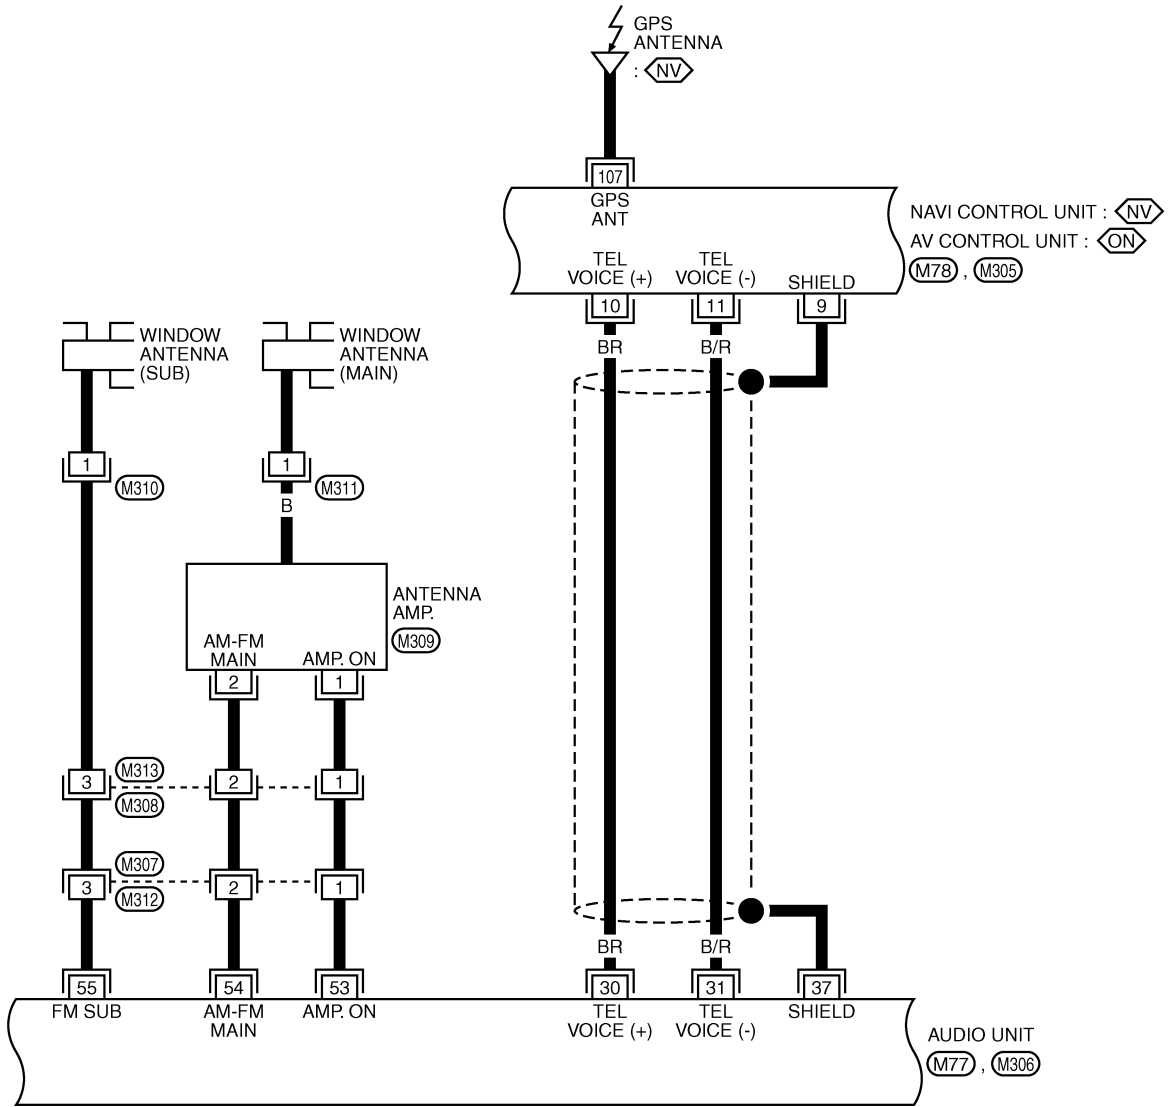 GPS
ANTENNA
: NV
107
GPS
ANT
NAVI CONTROL UNIT : NV
AV CONTROL UNIT : ON
M78 , M305
TEL
VOICE (+)
TEL
VOICE (-)
SHIELD
10
11
9
BR
B/R
WINDOW
ANTENNA
(SUB)
WINDOW
ANTENNA
(MAIN)
1
M310
1
M311
B
ANTENNA
AMP.
M309
AM-FM
MAIN
AMP. ON
2
1
M313
3
2
1
M308
M307
3
2
1
M312
BR
B/R
55
54
53
30
31
37
FM SUB
AM-FM
MAIN
AMP. ON
TEL
VOICE (+)
TEL
VOICE (-)
SHIELD
AUDIO UNIT
M77 , M306